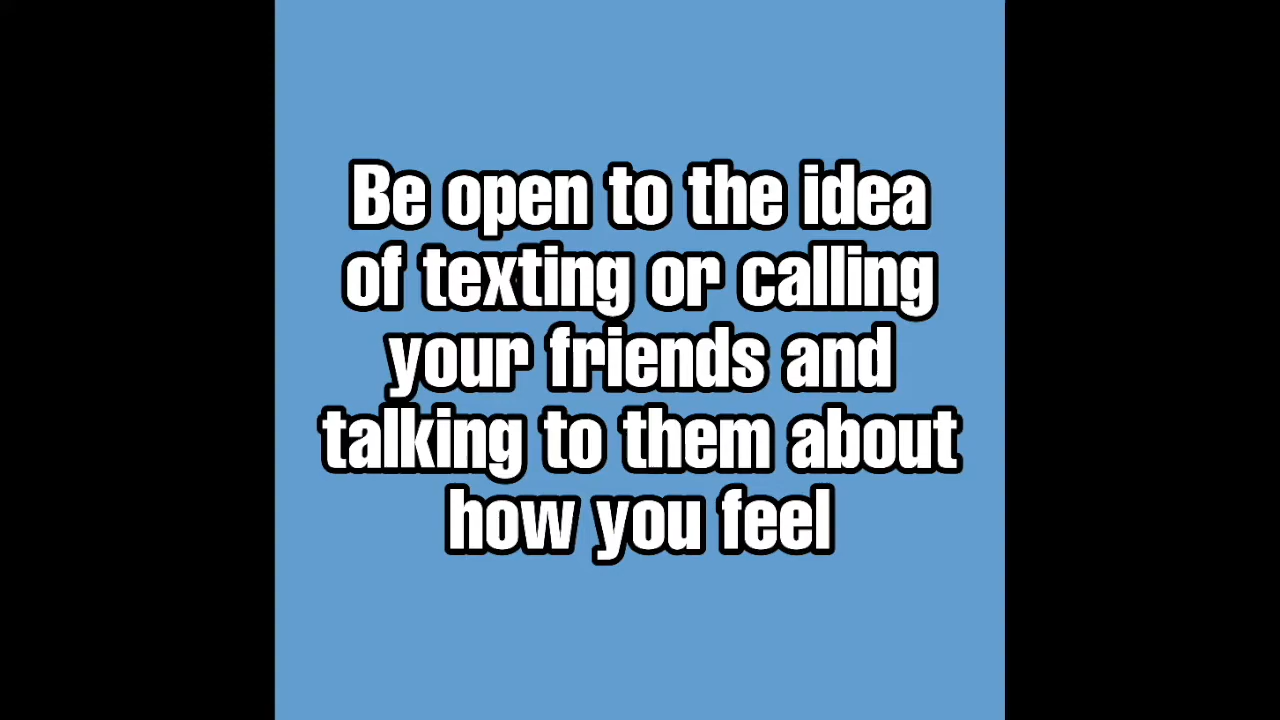 Be open to the idea
of texting or calling
your friends and
talking to them about
how you feel